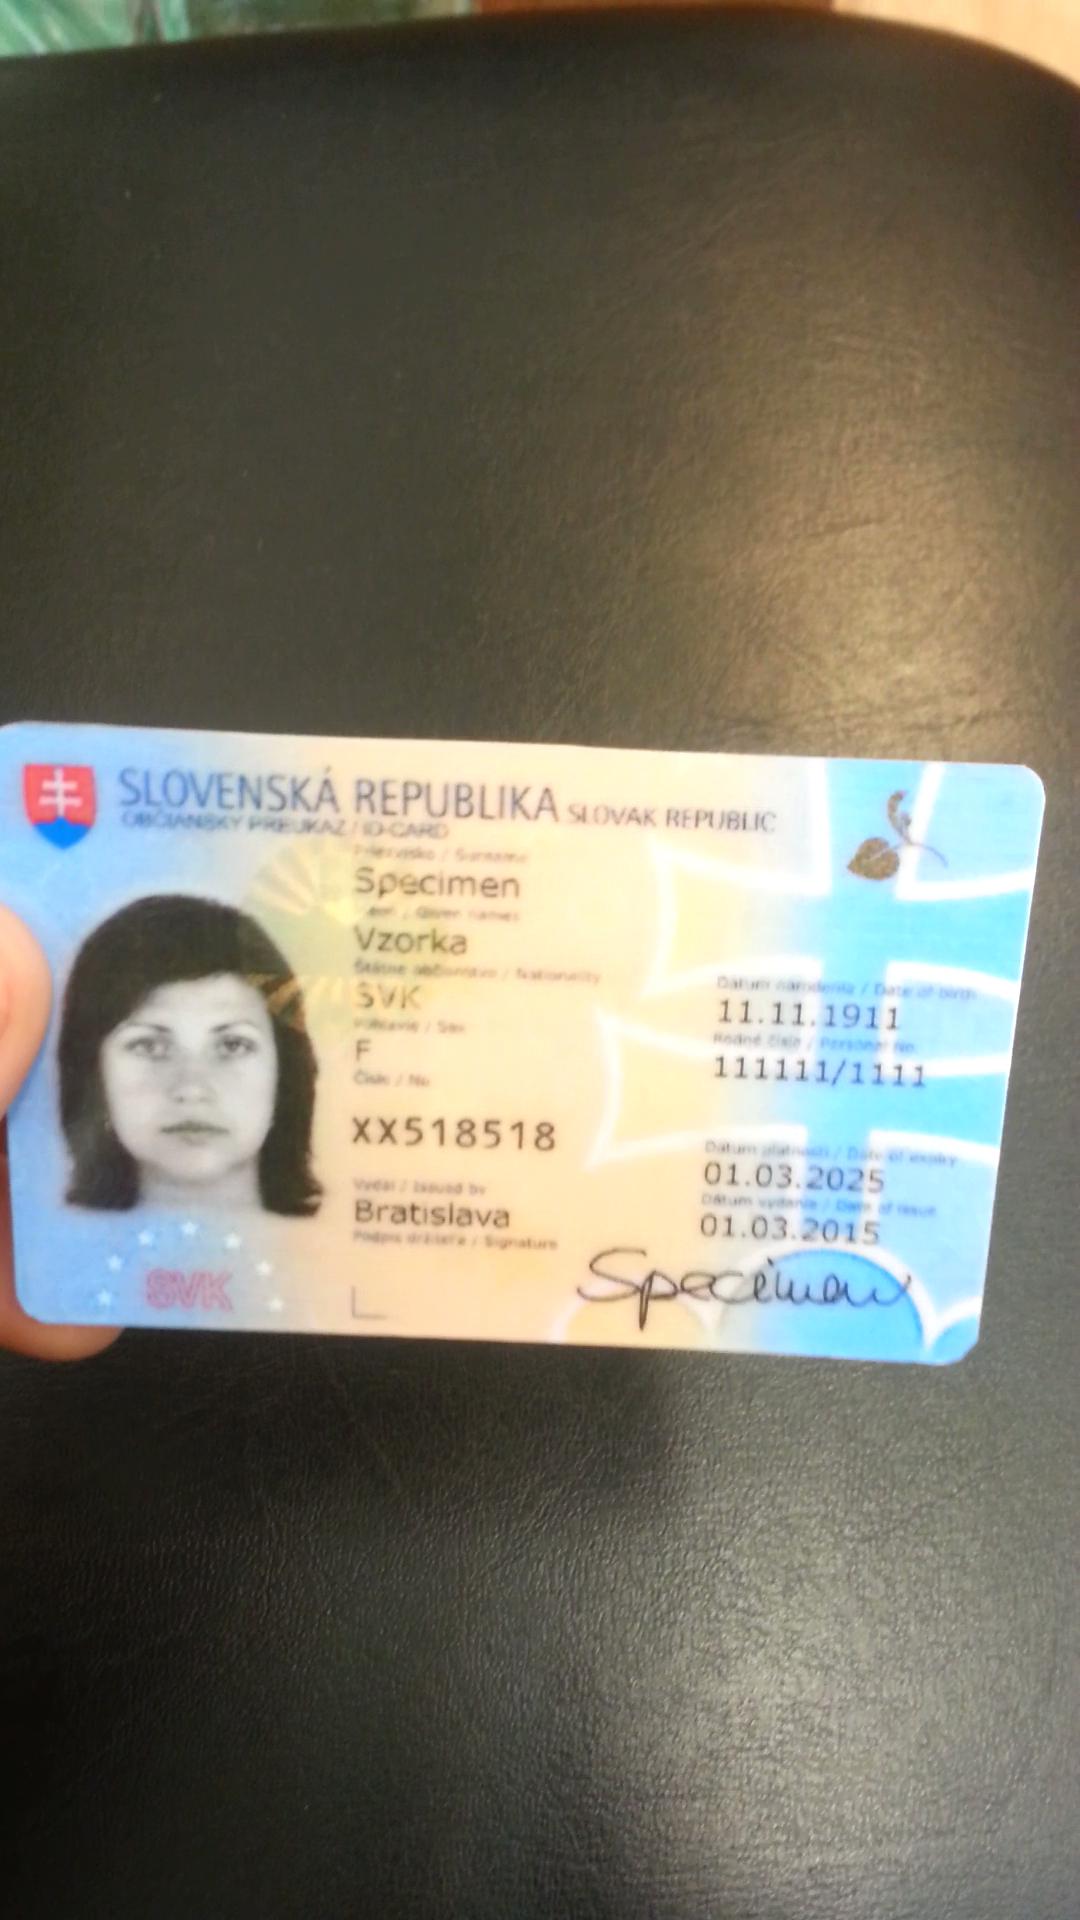 SLOVENSKÁ REPUBLIKA SLOVAK REPUBLIC
OBČIANSKY PREUKAZ / ID-CARD
Priezvisko / Surname
Specimen
Meno / Given names
Vzorka
Štátne občianstvo / Nationality
SVK
Pohlavie / Sex
F
Číslo / No
XX518518
Vydal / Issued by
Bratislava
Podpis držiteľa / Signature
Dátum narodenia / Date of birth
11.11.1911
Rodné číslo / Personal No.
111111/1111
Dátum platnosti / Date of expiry
01.03.2025
Dátum vydania / Date of issue
01.03.2015
Specimen
SVK